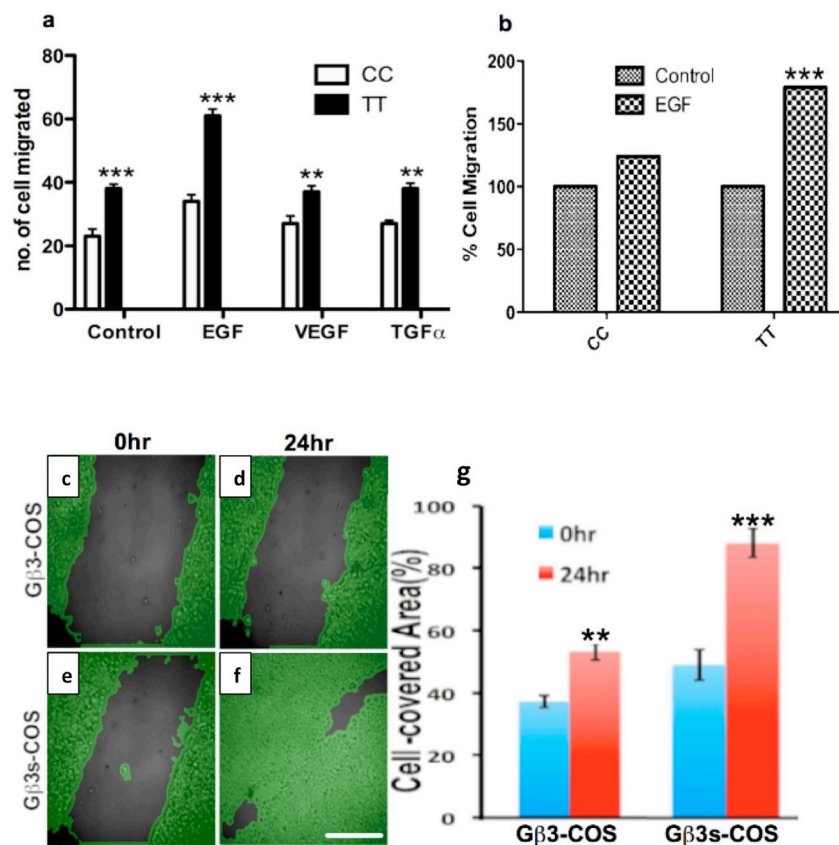 a
no. of cell migrated
80
60
40
20
0
CC
TT
***
***
**
**
Control EGF VEGF TGFα
b
% Cell Migration
200
150
100
50
0
Control
EGF
***
CC TT
0hr 24hr
Gβ3-COS
c d
Gβ3s-COS
e f
g
Cell -covered Area(%)
100
80
60
40
20
0
0hr
24hr
**
***
Gβ3-COS Gβ3s-COS